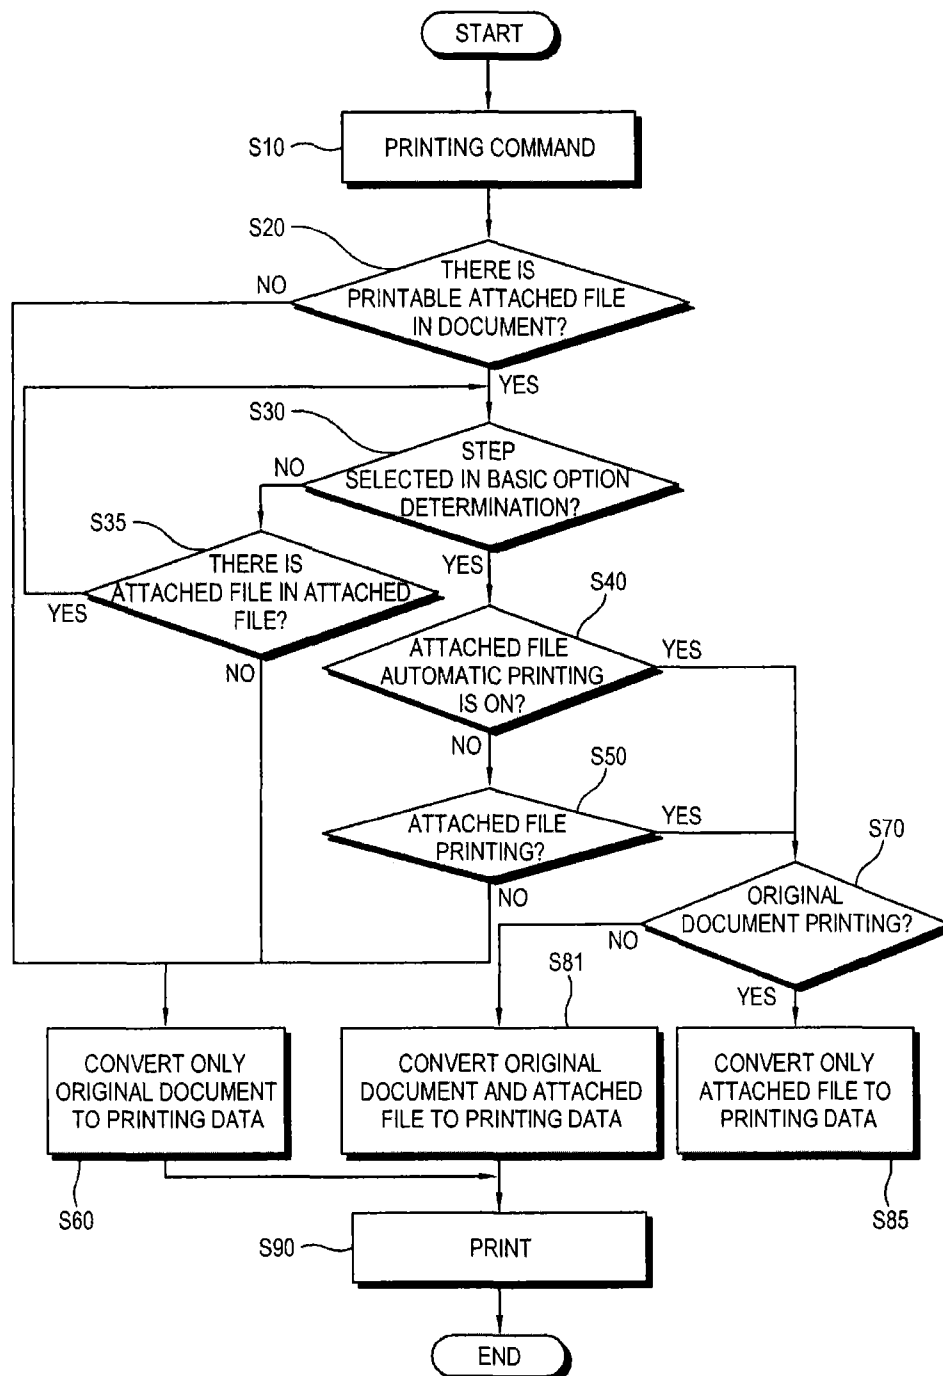 START
S10
PRINTING COMMAND
S20
NO
THERE IS
PRINTABLE ATTACHED FILE
IN DOCUMENT?
YES
S30
NO
STEP
SELECTED IN BASIC OPTION
DETERMINATION?
YES
S35
THERE IS
ATTACHED FILE IN ATTACHED
FILE?
YES
NO
S40
ATTACHED FILE
AUTOMATIC PRINTING
IS ON?
YES
NO
S50
ATTACHED FILE
PRINTING?
YES
NO
S70
ORIGINAL
DOCUMENT PRINTING?
NO
YES
S81
CONVERT ONLY
ORIGINAL DOCUMENT
TO PRINTING DATA
S60
CONVERT ORIGINAL
DOCUMENT AND ATTACHED
FILE TO PRINTING DATA
CONVERT ONLY
ATTACHED FILE TO
PRINTING DATA
S85
S90
PRINT
END